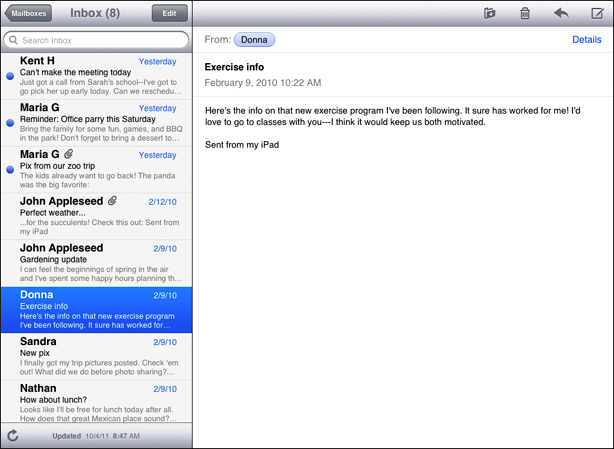 Mailboxes
Inbox (8)
Edit
Search Inbox
Kent H Yesterday
Can't make the meeting today
Just got a call from Sarah's school--I've got to
go pick her up early today. Can we reschedu...
Maria G Yesterday
Reminder: Office parry this Saturday
Bring the family for some fun, games, and BBQ
in the park! Don't forget to bring a dessert to...
Maria G Yesterday
Pix from our zoo trip
The kids already want to go back! The panda
was the big favorite:
John Appleseed 2/12/10
Perfect weather...
...for the succulents! Check this out: Sent from
my iPad
John Appleseed 2/9/10
Gardening update
I can feel the beginnings of spring in the air
and I've spent some happy hours planning th...
Donna 2/9/10
Exercise info
Here's the info on that new exercise program
I've been following. It sure has worked for...
Sandra 2/9/10
New pix
I finally got my trip pictures posted. Check 'em
out! What did we do before photo sharing?...
Nathan 2/9/10
How about lunch?
Looks like I'll be free for lunch today after all.
How does that great Mexican place sound?...
Updated 10/4/11 8:47 AM
From: Donna
Details
Exercise info
February 9, 2010 10:22 AM
Here's the info on that new exercise program I've been following. It sure has worked for me! I'd
love to go to classes with you---I think it would keep us both motivated.
Sent from my iPad